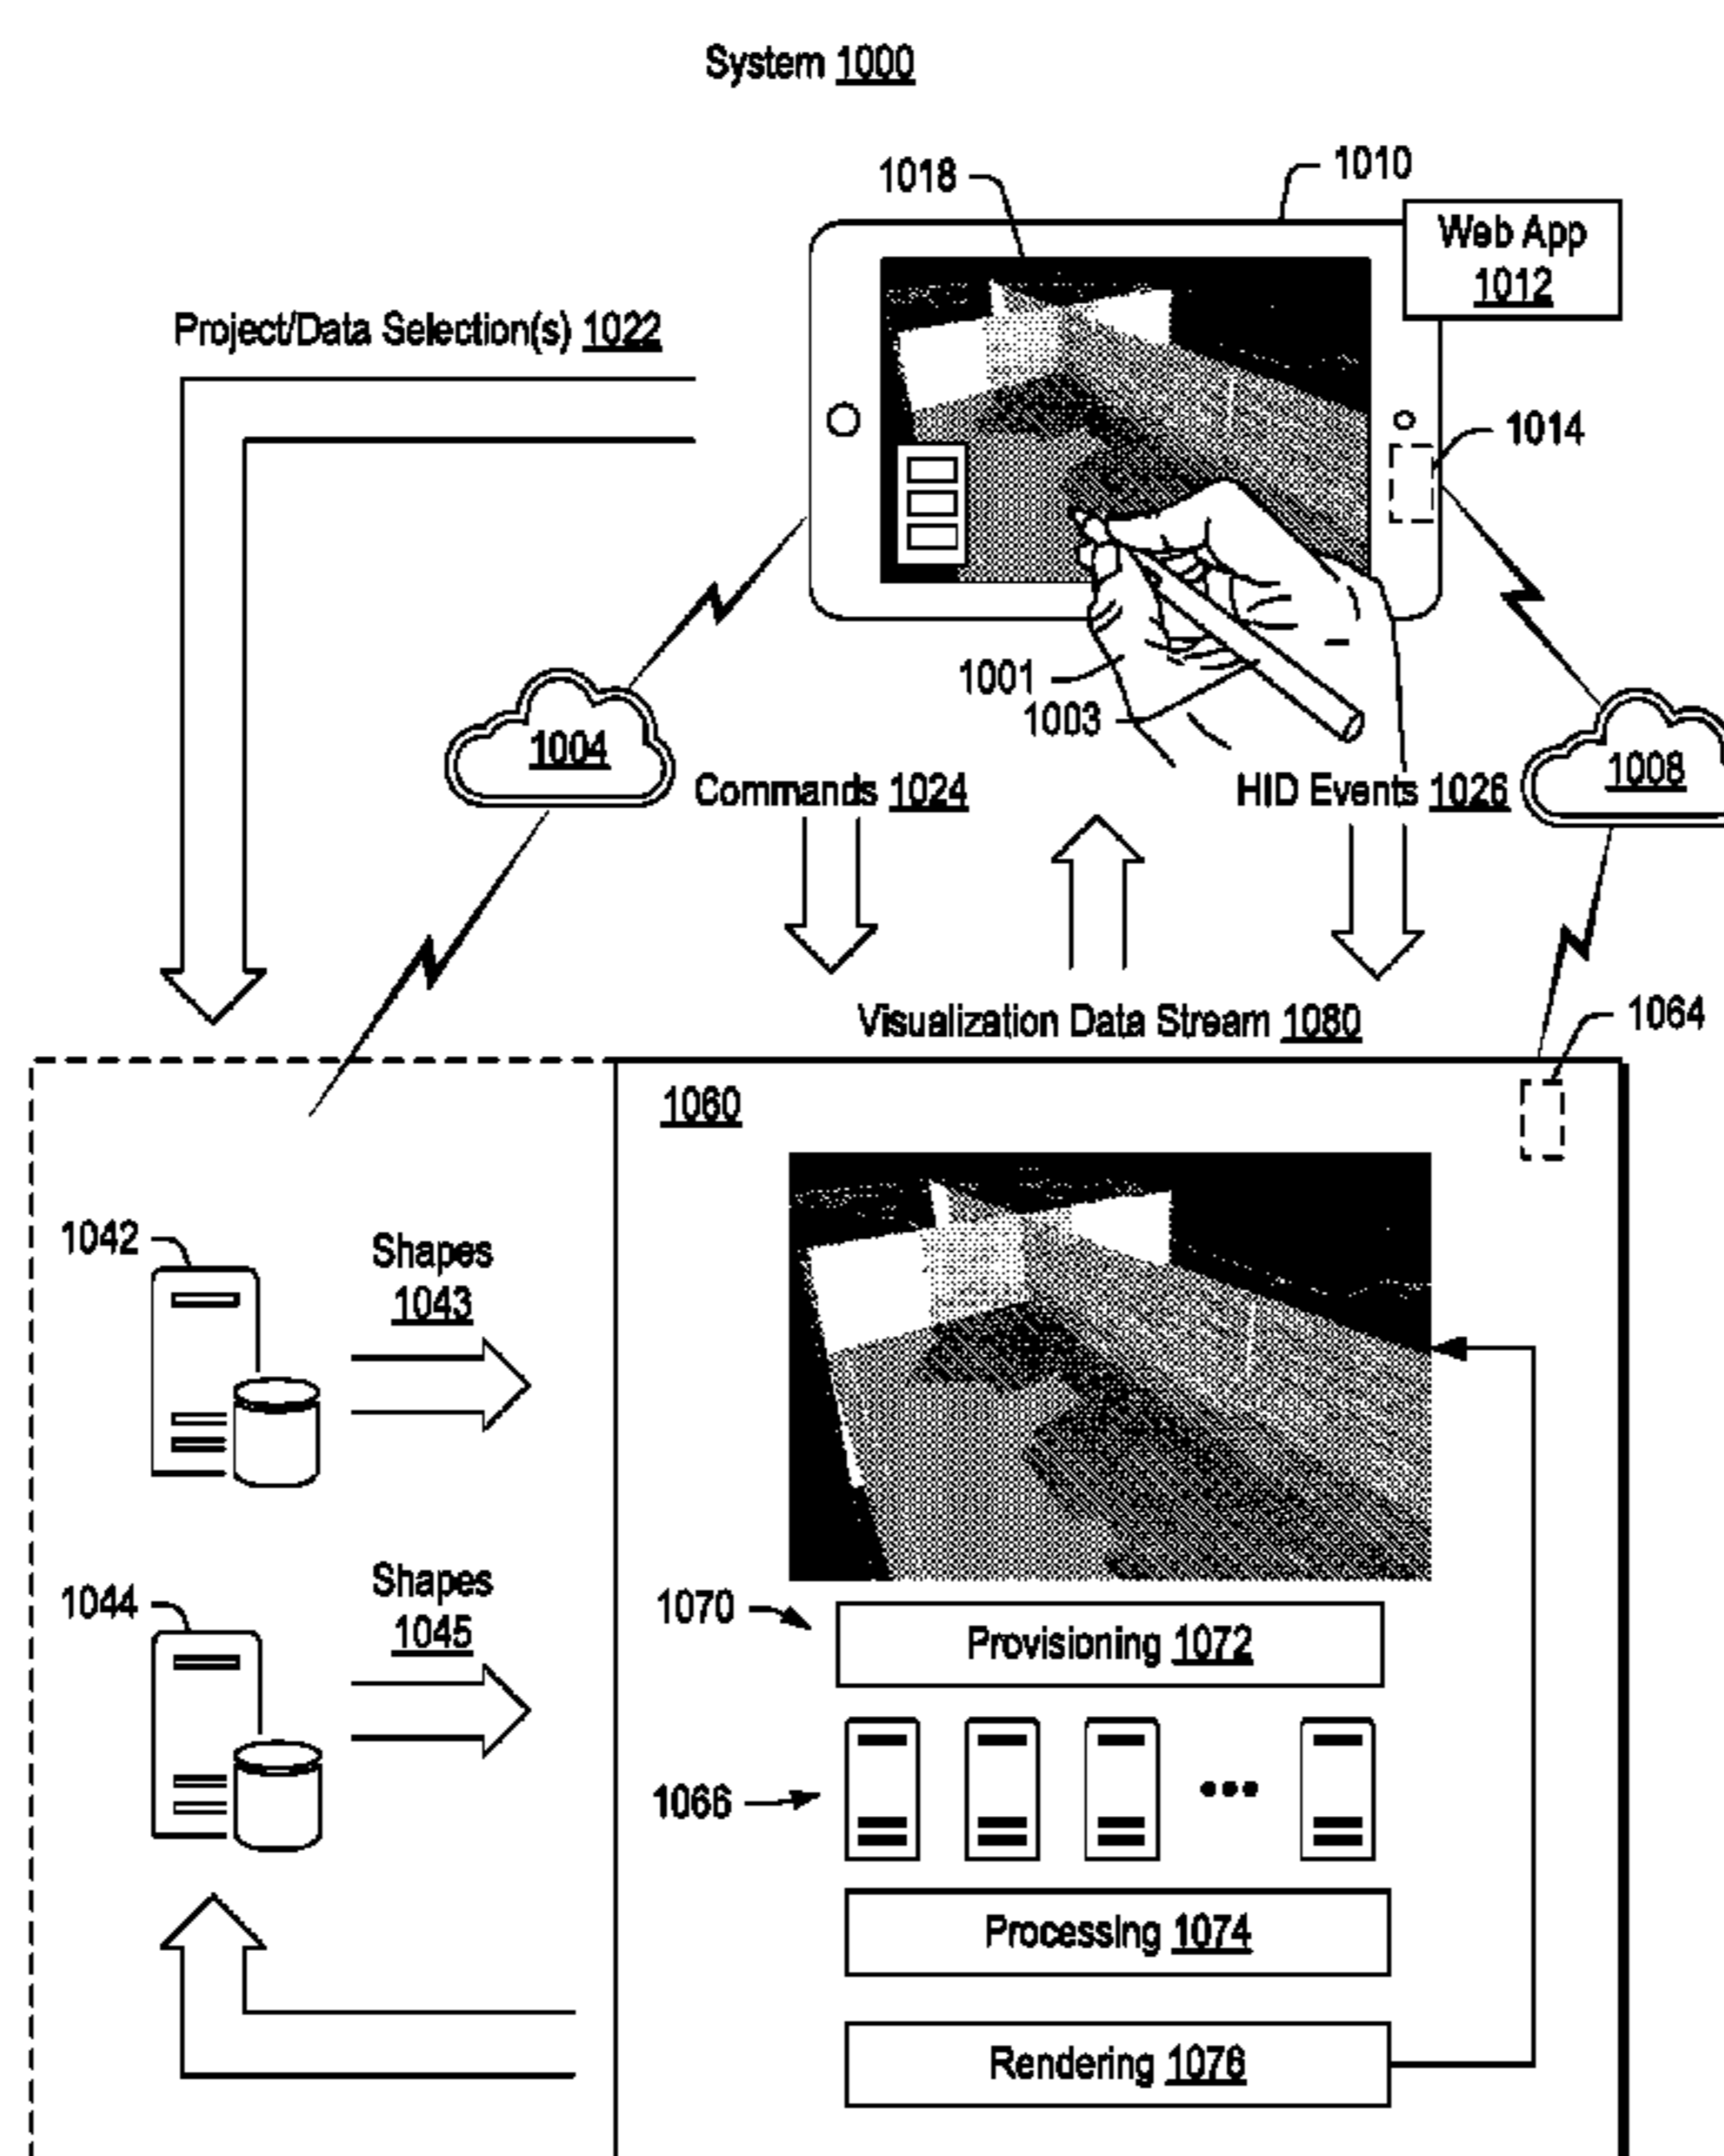 System 1000
1018
1010
Web App
1012
Project/Data Selection(s) 1022
1014
1001
1003
1004
1008
Commands 1024
HID Events 1026
Visualization Data Stream 1080
1064
1060
1042
Shapes
1043
1044
Shapes
1045
1070
Provisioning 1072
1066
Processing 1074
Rendering 1076